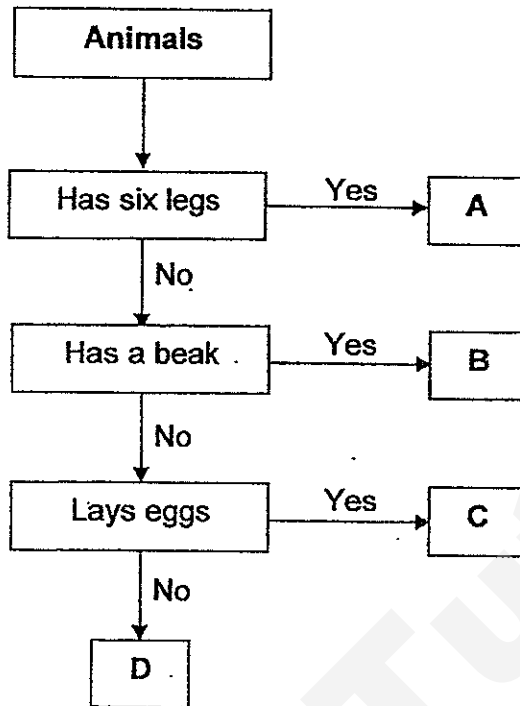 Animals
Has six legs
Yes
A
No
Has a beak
Yes
B
No
Lays eggs
Yes
C
No
D